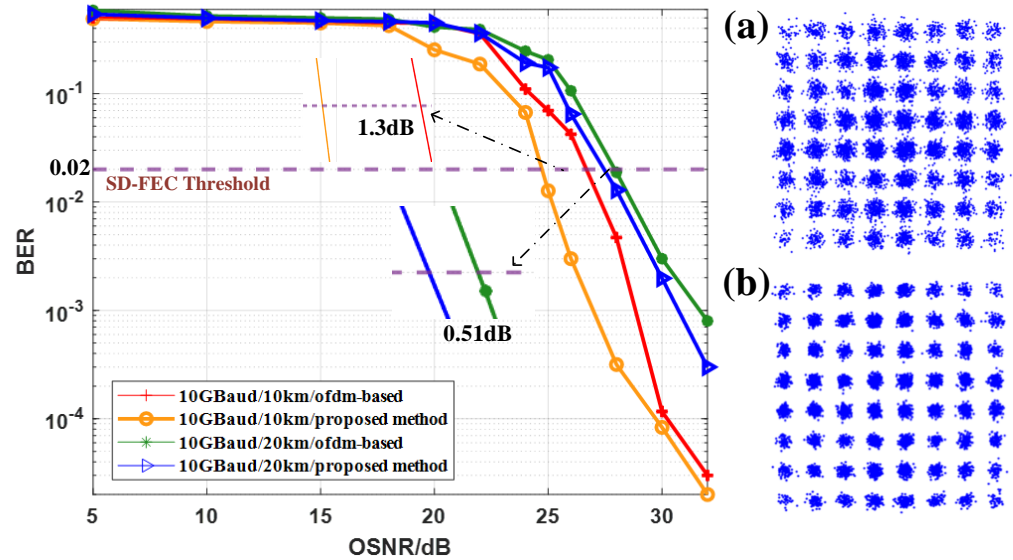 BER
10^-1
0.02
10^-2
10^-3
10^-4
1.3dB
SD-FEC Threshold
0.51dB
10GBaud/10km/ofdm-based
10GBaud/10km/proposed method
10GBaud/20km/ofdm-based
10GBaud/20km/proposed method
5 10 15 20 25 30
OSNR/dB
(a)
(b)